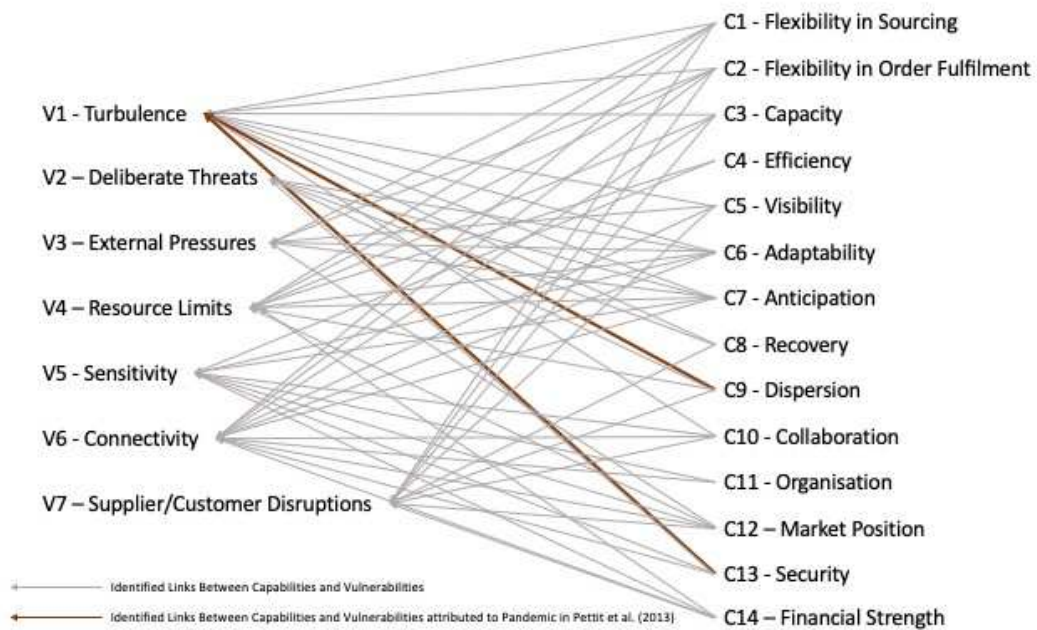 V1 - Turbulence
V2 – Deliberate Threats
V3 – External Pressures
V4 – Resource Limits
V5 - Sensitivity
V6 - Connectivity
V7 – Supplier/Customer Disruptions
C1 - Flexibility in Sourcing
C2 - Flexibility in Order Fulfilment
C3 - Capacity
C4 - Efficiency
C5 - Visibility
C6 - Adaptability
C7 - Anticipation
C8 - Recovery
C9 - Dispersion
C10 - Collaboration
C11 - Organisation
C12 – Market Position
C13 - Security
C14 – Financial Strength
Identified Links Between Capabilities and Vulnerabilities
Identified Links Between Capabilities and Vulnerabilities attributed to Pandemic in Pettit et al. (2013)